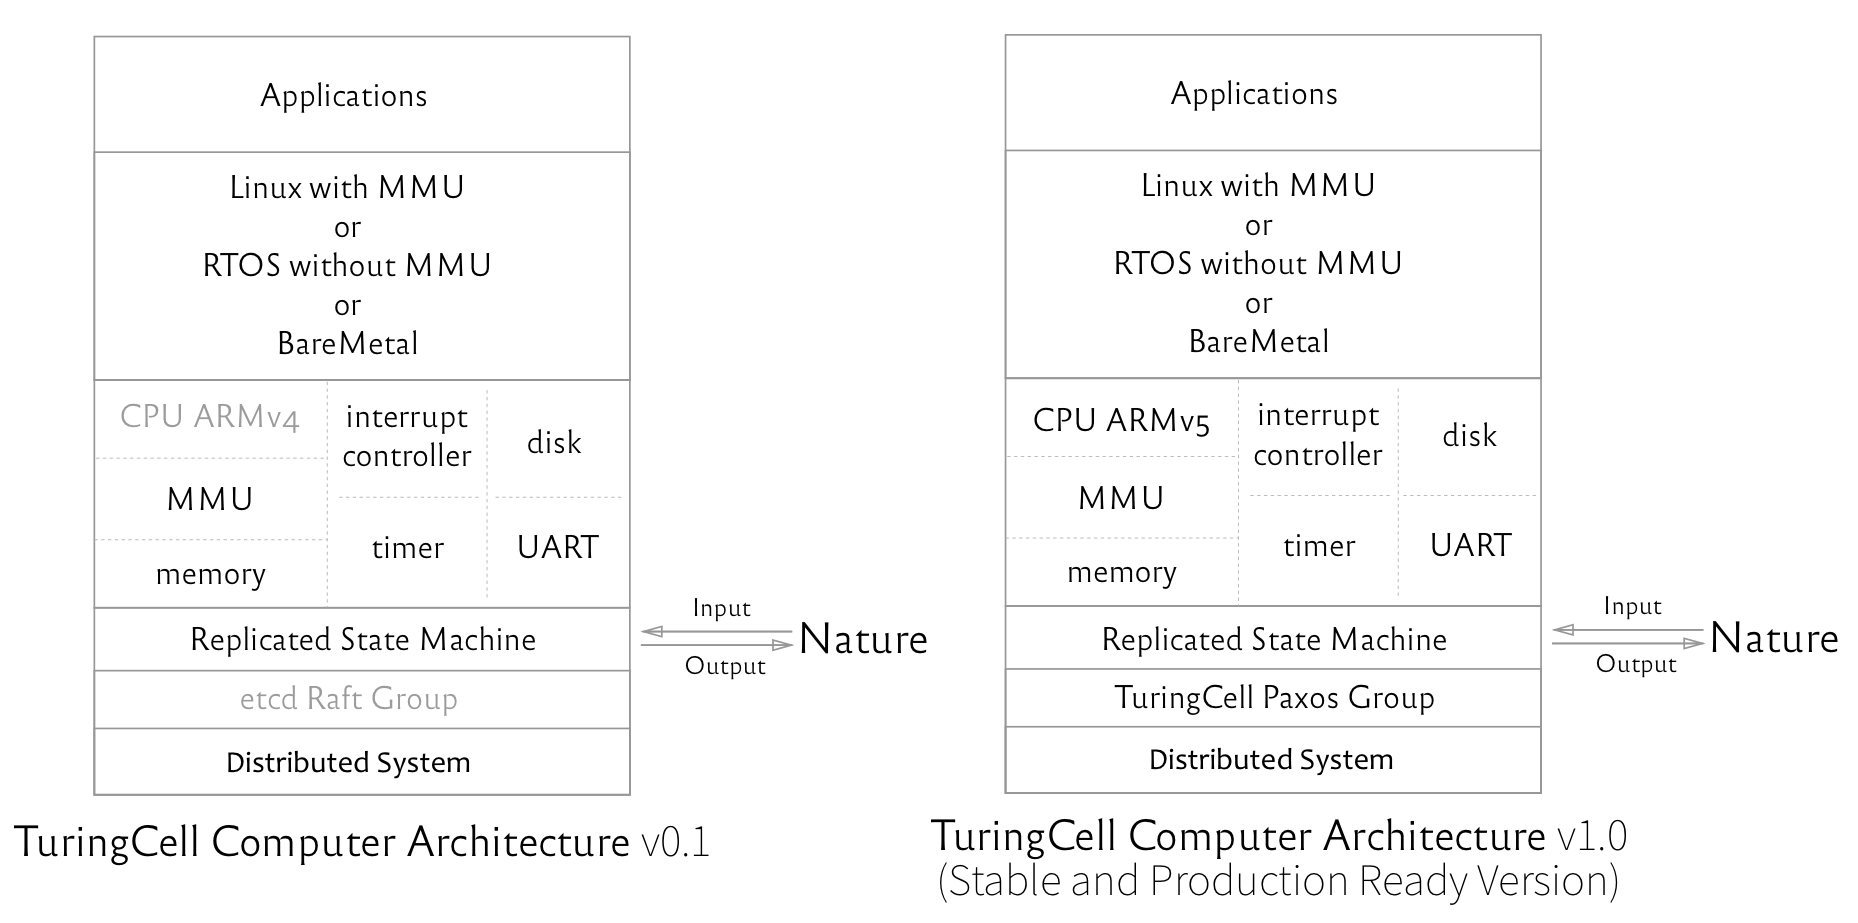 Applications
Linux with MMU
or
RTOS without MMU
or
BareMetal
CPU ARMv4
MMU
memory
interrupt
controller
timer
disk
UART
Replicated State Machine
Input
Output
Nature
etcd Raft Group
Distributed System
TuringCell Computer Architecture v0.1
Applications
Linux with MMU
or
RTOS without MMU
or
BareMetal
CPU ARMv5
MMU
memory
interrupt
controller
timer
disk
UART
Replicated State Machine
Input
Output
Nature
TuringCell Paxos Group
Distributed System
TuringCell Computer Architecture v1.0
(Stable and Production Ready Version)